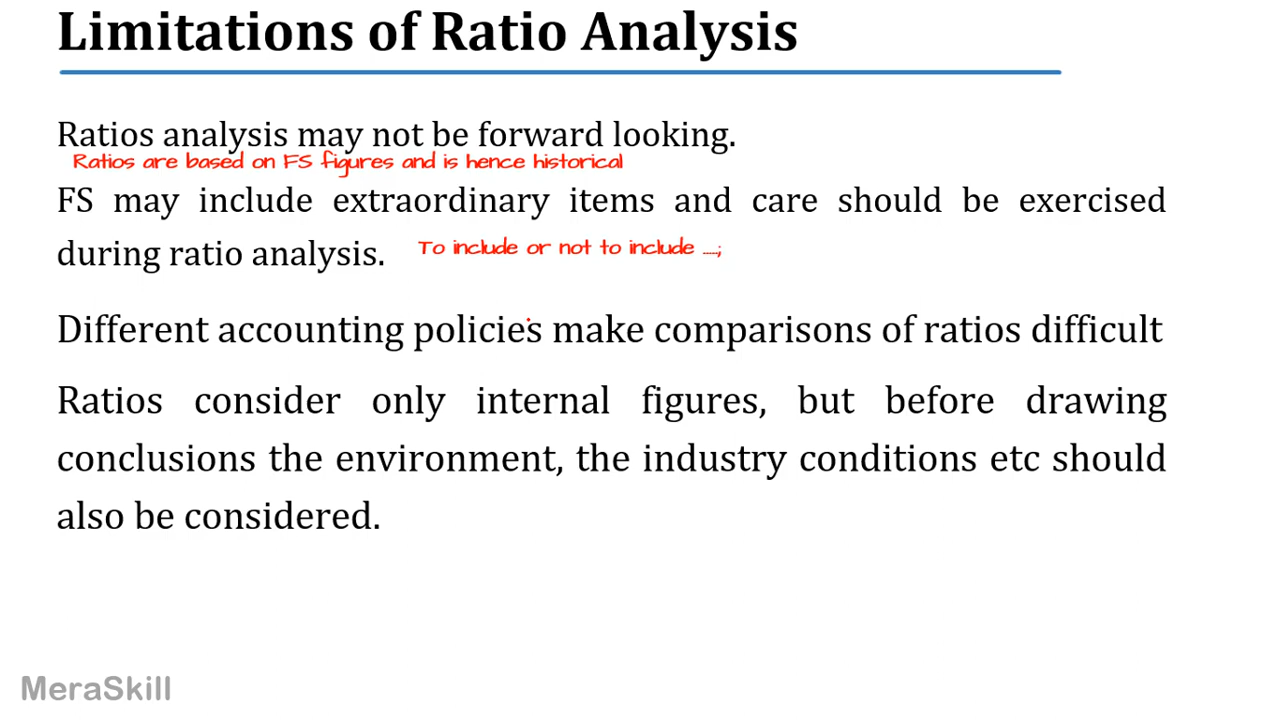 Limitations of Ratio Analysis
Ratios analysis may not be forward looking.
Ratios are based on FS figures and is hence historical
FS may include extraordinary items and care should be exercised
during ratio analysis. To include or not to include .....;
Different accounting policies make comparisons of ratios difficult
Ratios consider only internal figures, but before drawing
conclusions the environment, the industry conditions etc should
also be considered.
MeraSkill